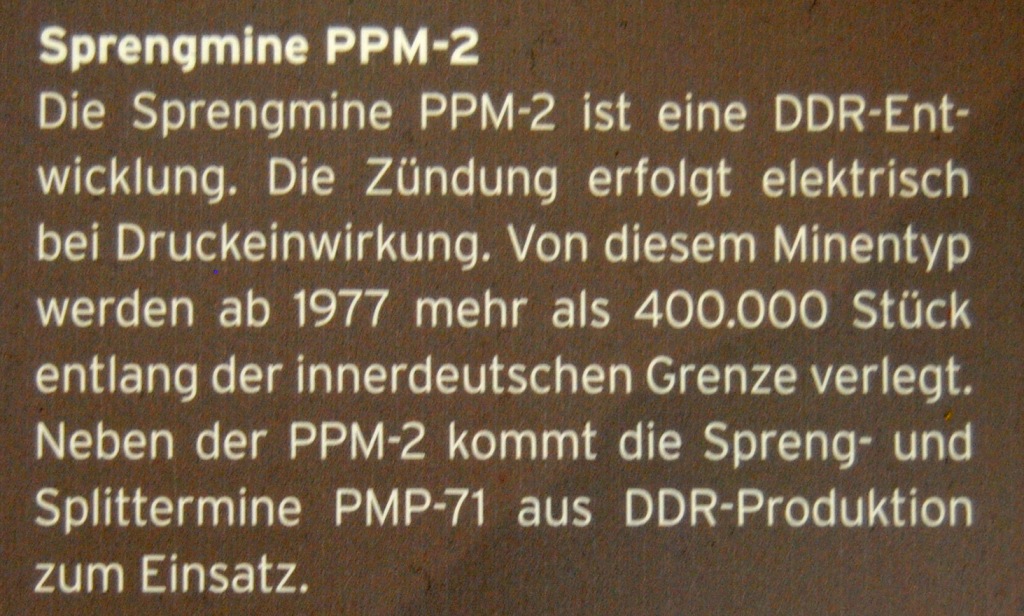 Sprengmine PPM-2
Die Sprengmine PPM-2 ist eine DDR-Ent-
wicklung. Die Zündung erfolgt elektrisch
bei Druckeinwirkung. Von diesem Minentyp
werden ab 1977 mehr als 400.000 Stück
entlang der innerdeutschen Grenze verlegt.
Neben der PPM-2 kommt die Spreng- und
Splittermine PMP-71 aus DDR-Produktion
zum Einsatz.